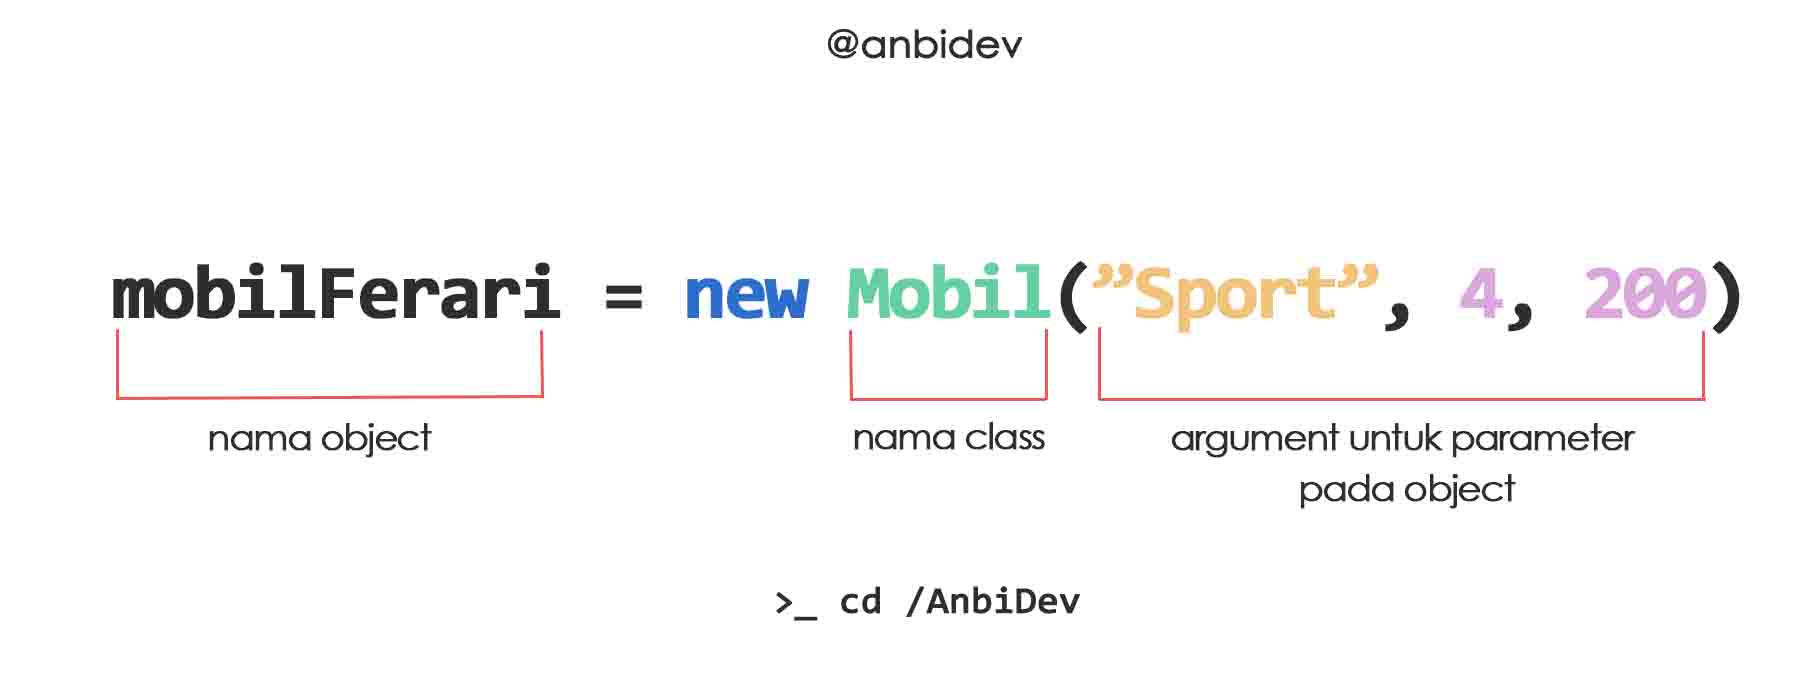 @anbidev
mobilFerari = new Mobil(”Sport”, 4, 200)
nama object
nama class
argument untuk parameter
pada object
>_ cd /AnbiDev